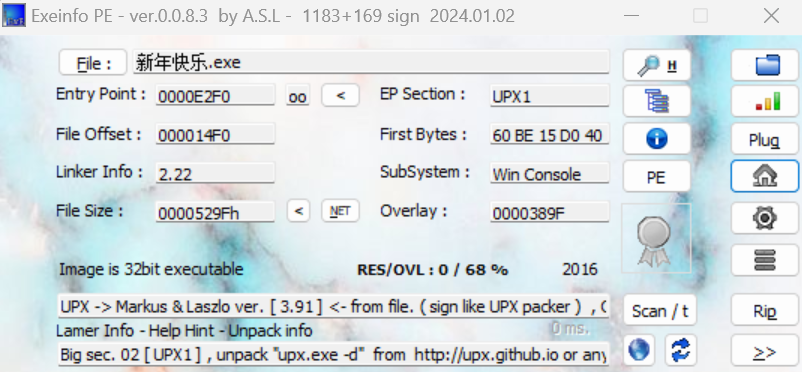 Exeinfo PE - ver.0.0.8.3 by A.S.L - 1183+169 sign 2024.01.02
File : 新年快乐.exe H
Entry Point : 0000E2F0 oo < EP Section : UPX1
File Offset : 000014F0 First Bytes : 60 BE 15 D0 40 Plug
Linker Info : 2.22 SubSystem : Win Console PE
File Size : 0000529Fh < NET Overlay : 0000389F
Image is 32bit executable RES/OVL : 0 / 68 % 2016
UPX -> Markus & Laszlo ver. [ 3.91 ] <- from file. ( sign like UPX packer ) , Scan / t Rip
Lamer Info - Help Hint - Unpack info 0 ms.
Big sec. 02 [ UPX1 ] , unpack "upx.exe -d" from http://upx.github.io or any >>